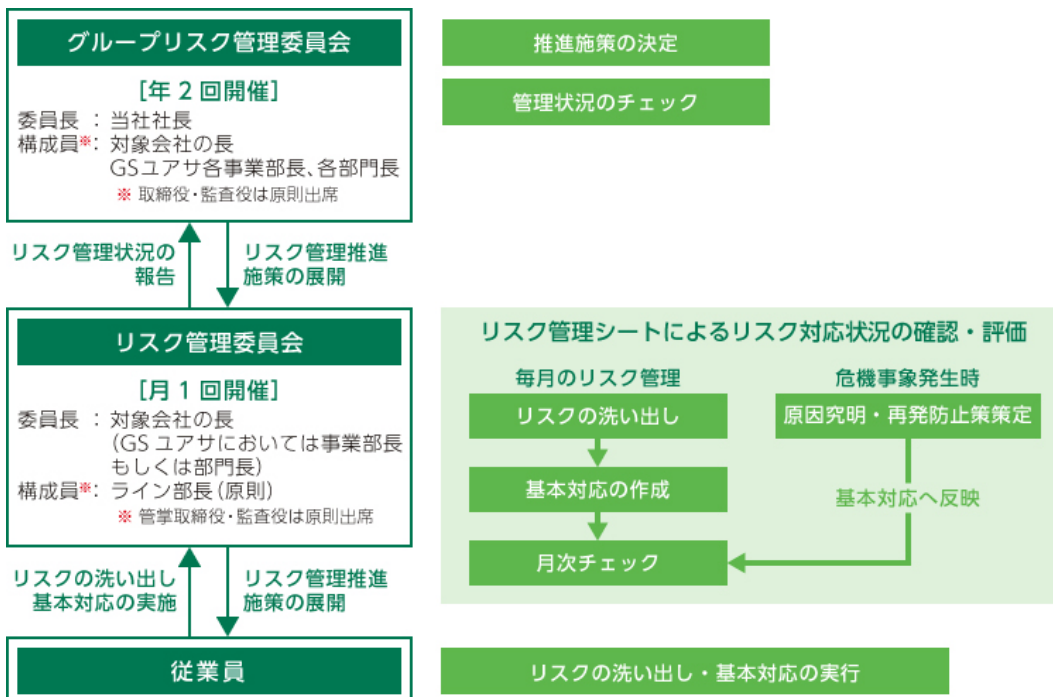 グループリスク管理委員会
[年 2 回開催]
委員長 : 当社社長
構成員※: 対象会社の長
GSユアサ各事業部長、各部門長
※ 取締役・監査役は原則出席
推進施策の決定
管理状況のチェック
リスク管理状況の
報告
リスク管理推進
施策の展開
リスク管理委員会
[月 1 回開催]
委員長 : 対象会社の長
(GS ユアサにおいては事業部長
もしくは部門長)
構成員※: ライン部長 (原則)
※ 管掌取締役・監査役は原則出席
リスク管理シートによるリスク対応状況の確認・評価
毎月のリスク管理
リスクの洗い出し
基本対応の作成
月次チェック
危機事象発生時
原因究明・再発防止策策定
基本対応へ反映
リスクの洗い出し
基本対応の実施
リスク管理推進
施策の展開
従業員
リスクの洗い出し・基本対応の実行